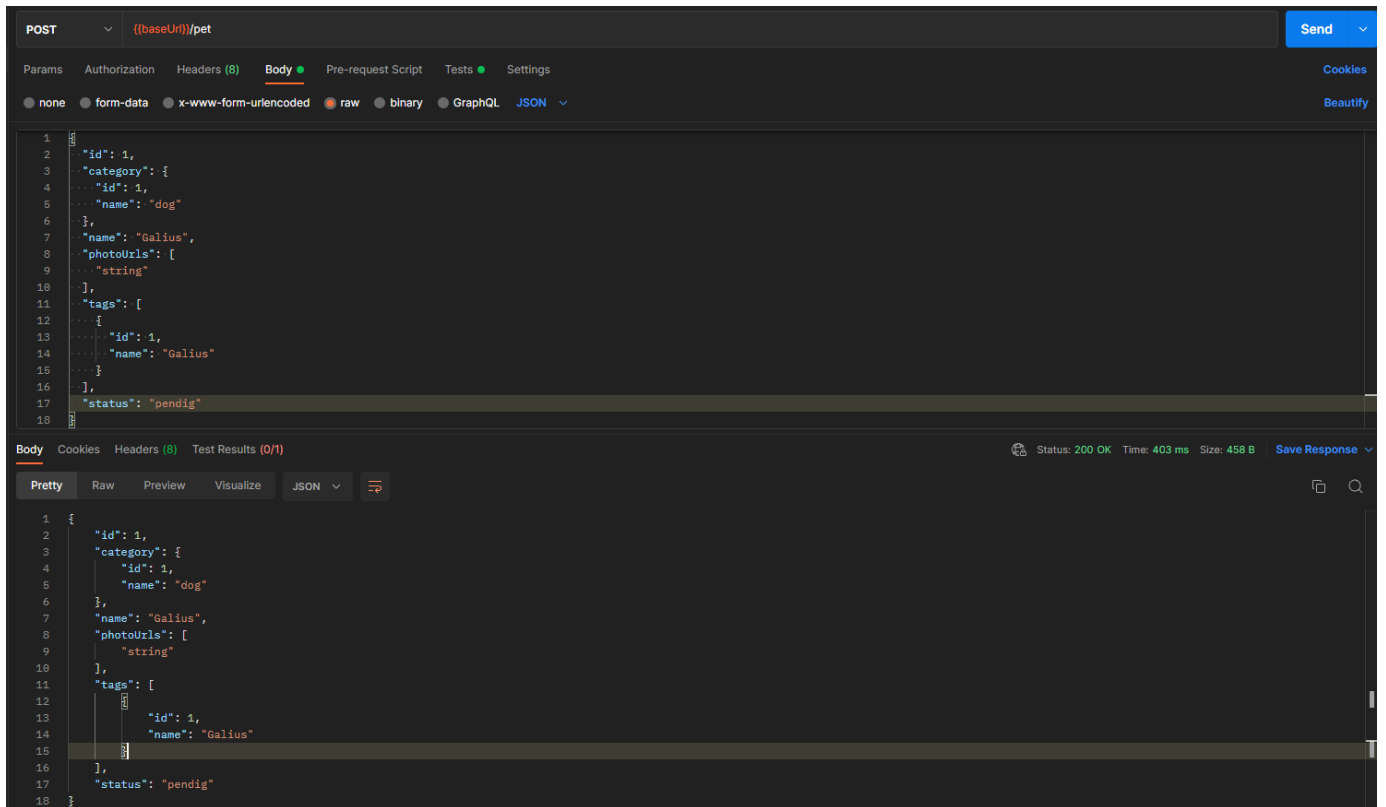 POST {{baseUrl}}/pet Send
Params Authorization Headers (8) Body Pre-request Script Tests Settings Cookies
none form-data x-www-form-urlencoded raw binary GraphQL JSON Beautify
1 {
2 "id": 1,
3 "category": {
4 "id": 1,
5 "name": "dog"
6 },
7 "name": "Galius",
8 "photoUrls": [
9 "string"
10 ],
11 "tags": [
12 {
13 "id": 1,
14 "name": "Galius"
15 }
16 ],
17 "status": "pendig"
18 }
Body Cookies Headers (8) Test Results (0/1) Status: 200 OK Time: 403 ms Size: 458 B Save Response
Pretty Raw Preview Visualize JSON
1 {
2 "id": 1,
3 "category": {
4 "id": 1,
5 "name": "dog"
6 },
7 "name": "Galius",
8 "photoUrls": [
9 "string"
10 ],
11 "tags": [
12 {
13 "id": 1,
14 "name": "Galius"
15 }
16 ],
17 "status": "pendig"
18 }